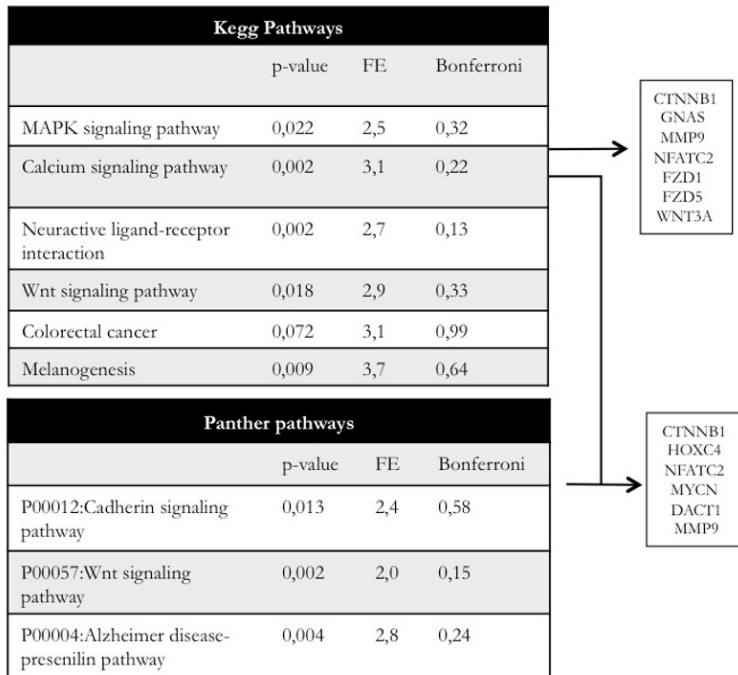 Kegg Pathways
p-value FE Bonferroni
MAPK signaling pathway 0,022 2,5 0,32
Calcium signaling pathway 0,002 3,1 0,22
Neuractive ligand-receptor
interaction 0,002 2,7 0,13
Wnt signaling pathway 0,018 2,9 0,33
Colorectal cancer 0,072 3,1 0,99
Melanogenesis 0,009 3,7 0,64
CTNNB1
GNAS
MMP9
NFATC2
FZD1
FZD5
WNT3A
Panther pathways
p-value FE Bonferroni
P00012:Cadherin signaling
pathway 0,013 2,4 0,58
P00057:Wnt signaling
pathway 0,002 2,0 0,15
P00004:Alzheimer disease-
presenilin pathway 0,004 2,8 0,24
CTNNB1
HOXC4
NFATC2
MYCN
DACT1
MMP9